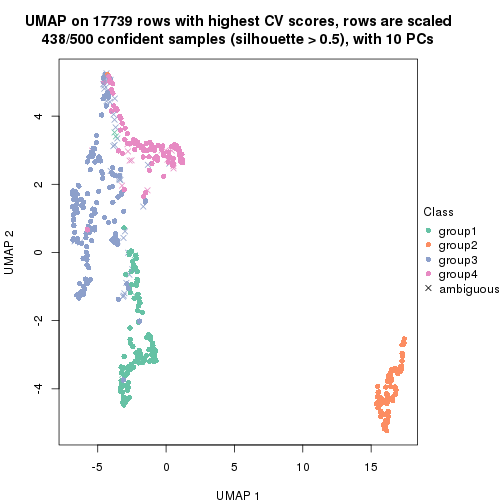 UMAP on 17739 rows with highest CV scores, rows are scaled
438/500 confident samples (silhouette > 0.5), with 10 PCs
4
2
0
-2
-4
UMAP 2
-5
0
5
10
15
UMAP 1
Class
group1
group2
group3
group4
ambiguous